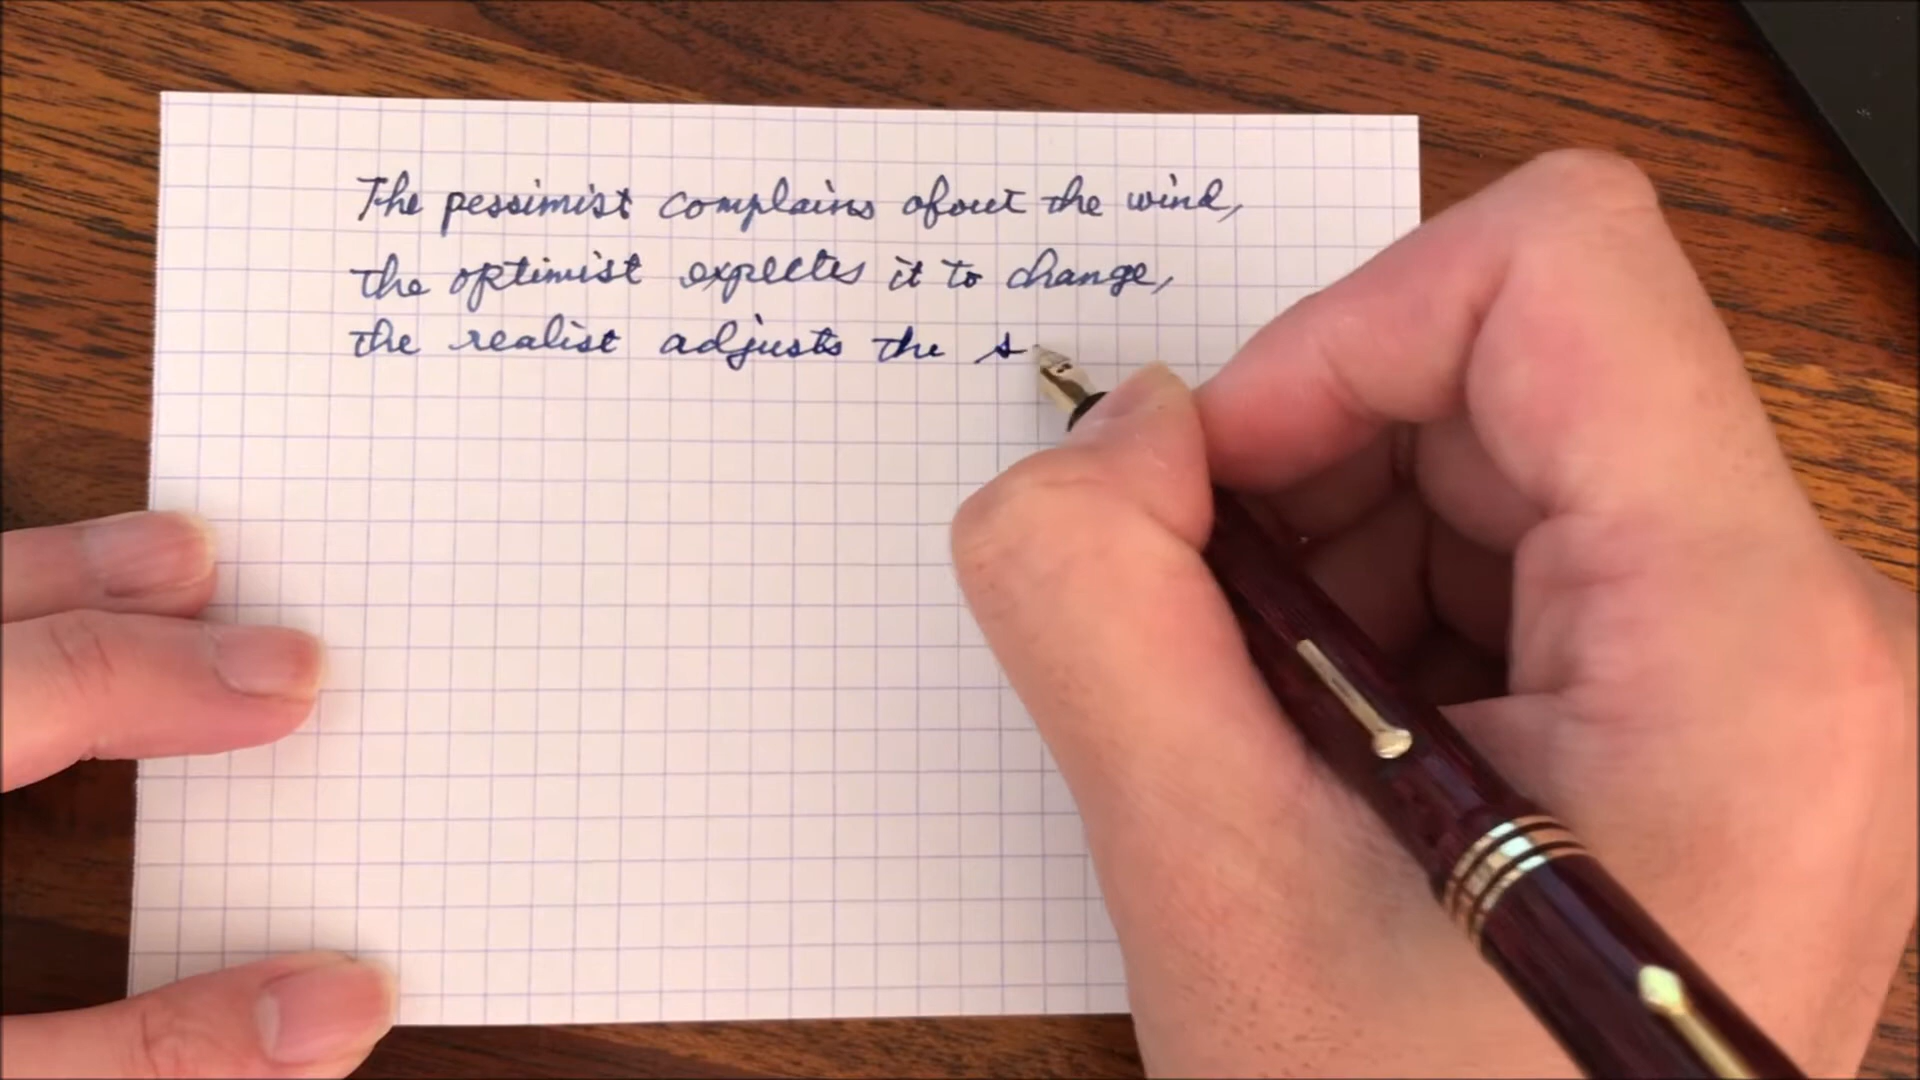 The pessimist complains about the wind,
the optimist expects it to change,
the realist adjusts the s